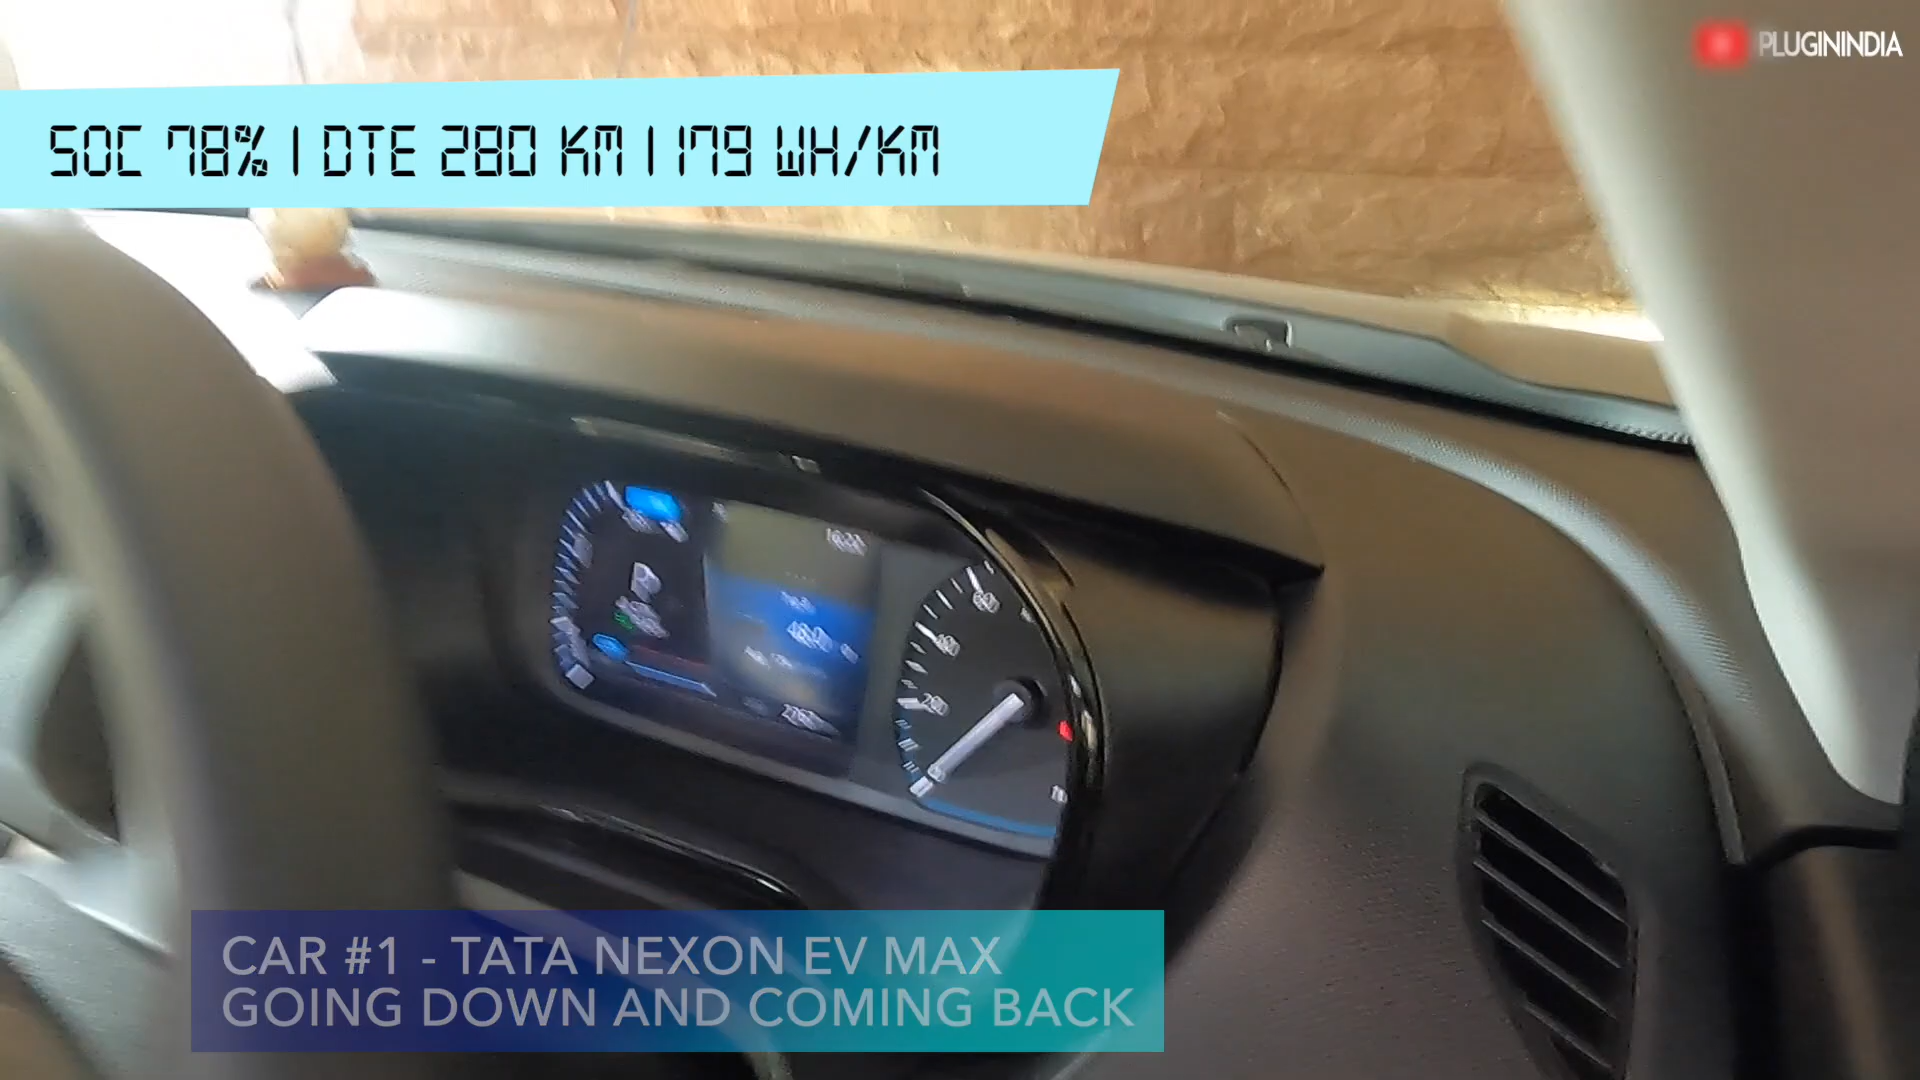 PLUGININDIA
SOC 78% | DTE 280 KM | 179 WH/KM
CAR #1 - TATA NEXON EV MAX
GOING DOWN AND COMING BACK